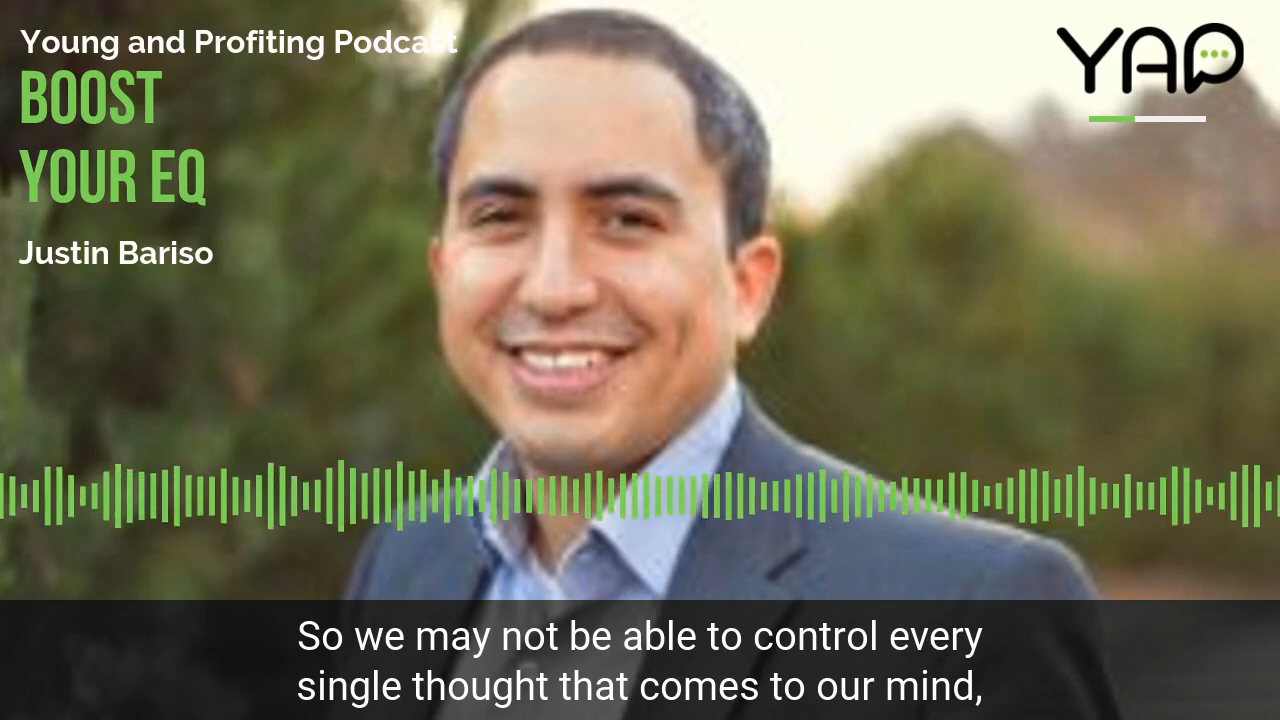 Young and Profiting Podcast
YAP
BOOST
YOUR EQ
Justin Bariso
So we may not be able to control every
single thought that comes to our mind,